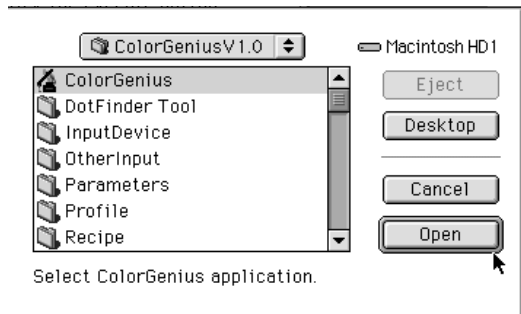 ColorGeniusV1.0
Macintosh HD1
ColorGenius
DotFinder Tool
InputDevice
OtherInput
Parameters
Profile
Recipe
Eject
Desktop
Cancel
Open
Select ColorGenius application.